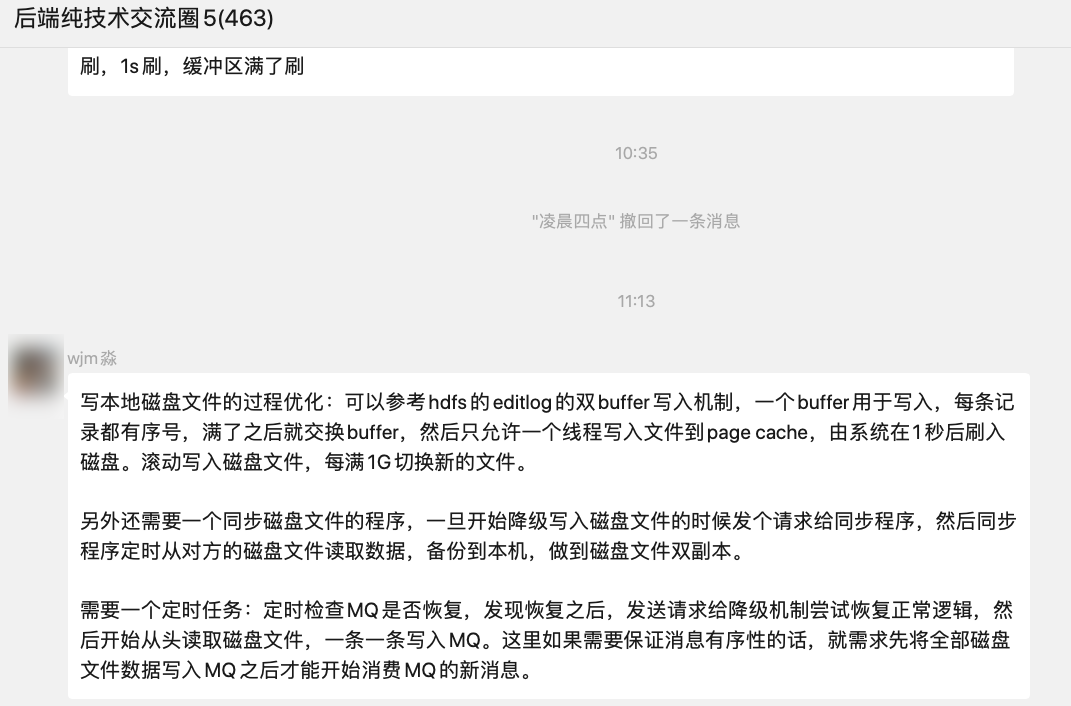 后端纯技术交流圈5(463)
刷，1s刷，缓冲区满了刷
10:35
"凌晨四点" 撤回了一条消息
11:13
wjm淼
写本地磁盘文件的过程优化：可以参考hdfs的editlog的双buffer写入机制，一个buffer用于写入，每条记
录都有序号，满了之后就交换buffer，然后只允许一个线程写入文件到page cache，由系统在1秒后刷入
磁盘。滚动写入磁盘文件，每满1G切换新的文件。
另外还需要一个同步磁盘文件的程序，一旦开始降级写入磁盘文件的时候发个请求给同步程序，然后同步
程序定时从对方的磁盘文件读取数据，备份到本机，做到磁盘文件双副本。
需要一个定时任务：定时检查MQ是否恢复，发现恢复之后，发送请求给降级机制尝试恢复正常逻辑，然
后开始从头读取磁盘文件，一条一条写入MQ。这里如果需要保证消息有序性的话，就需求先将全部磁盘
文件数据写入MQ之后才能开始消费MQ的新消息。